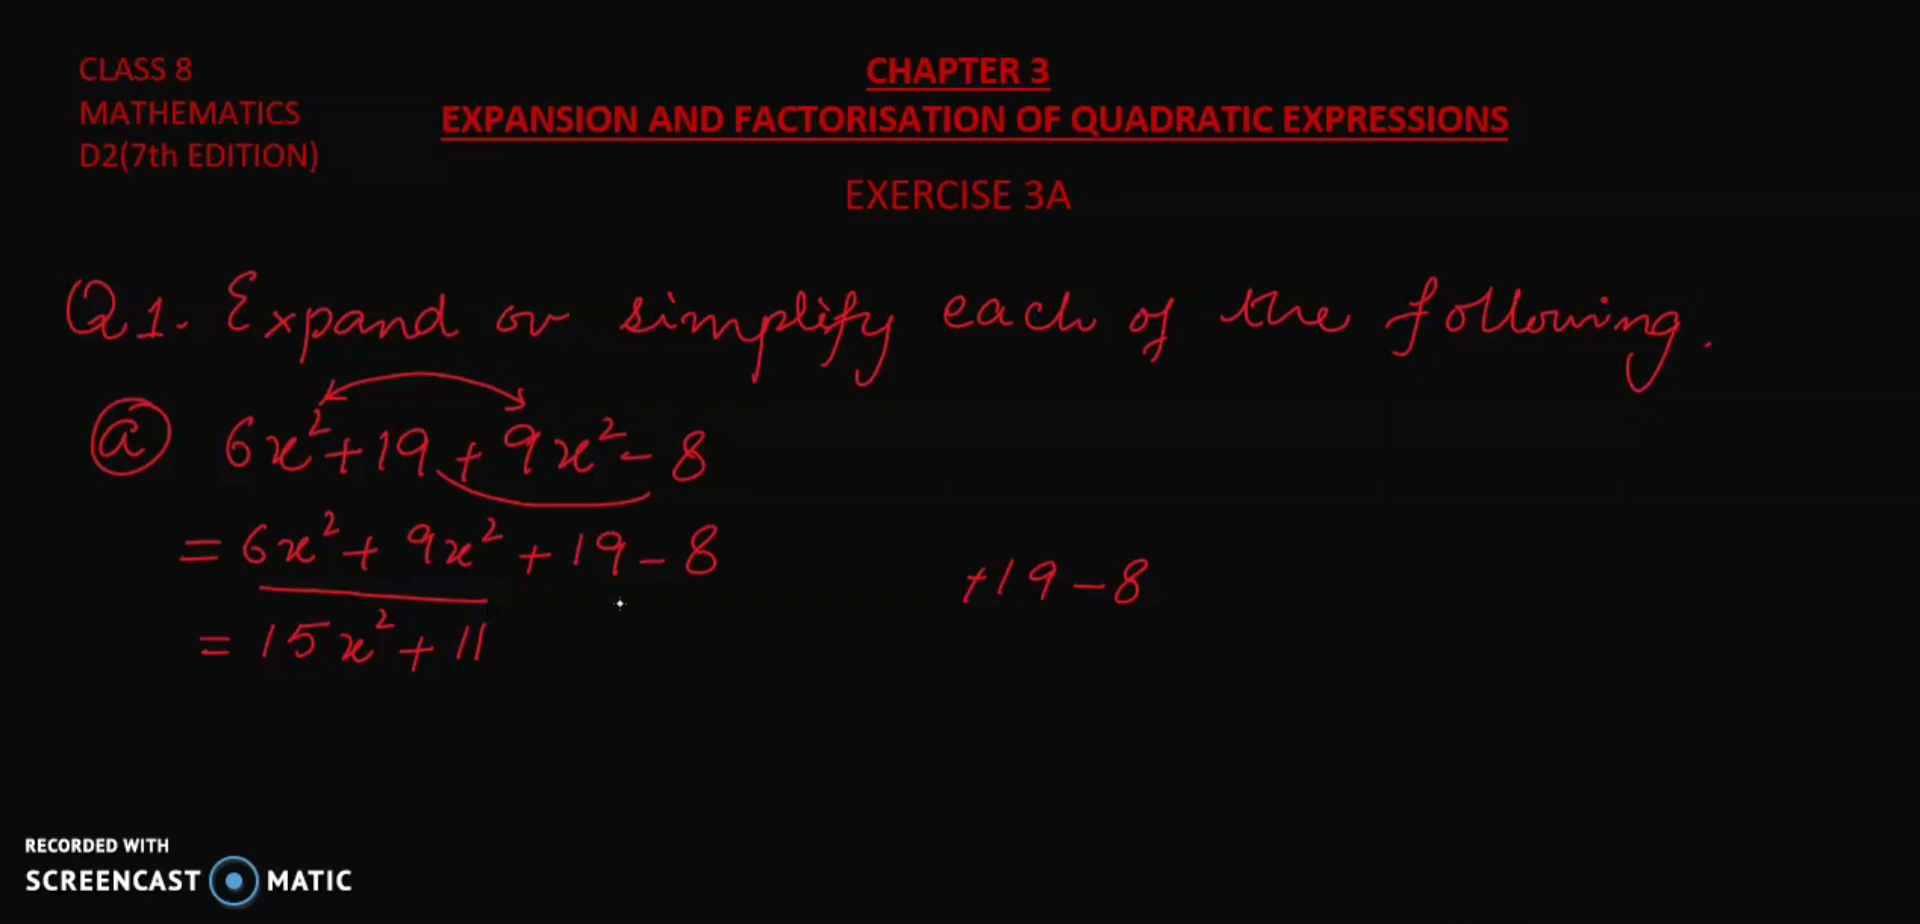 CLASS 8
MATHEMATICS
D2(7th EDITION)
CHAPTER 3
EXPANSION AND FACTORISATION OF QUADRATIC EXPRESSIONS
EXERCISE 3A
Q1. Expand or simplify each of the following.
ⓐ 6x² + 19 + 9x² - 8
= 6x² + 9x² + 19 - 8
+19 - 8
= 15x² + 11
RECORDED WITH
SCREENCAST MATIC